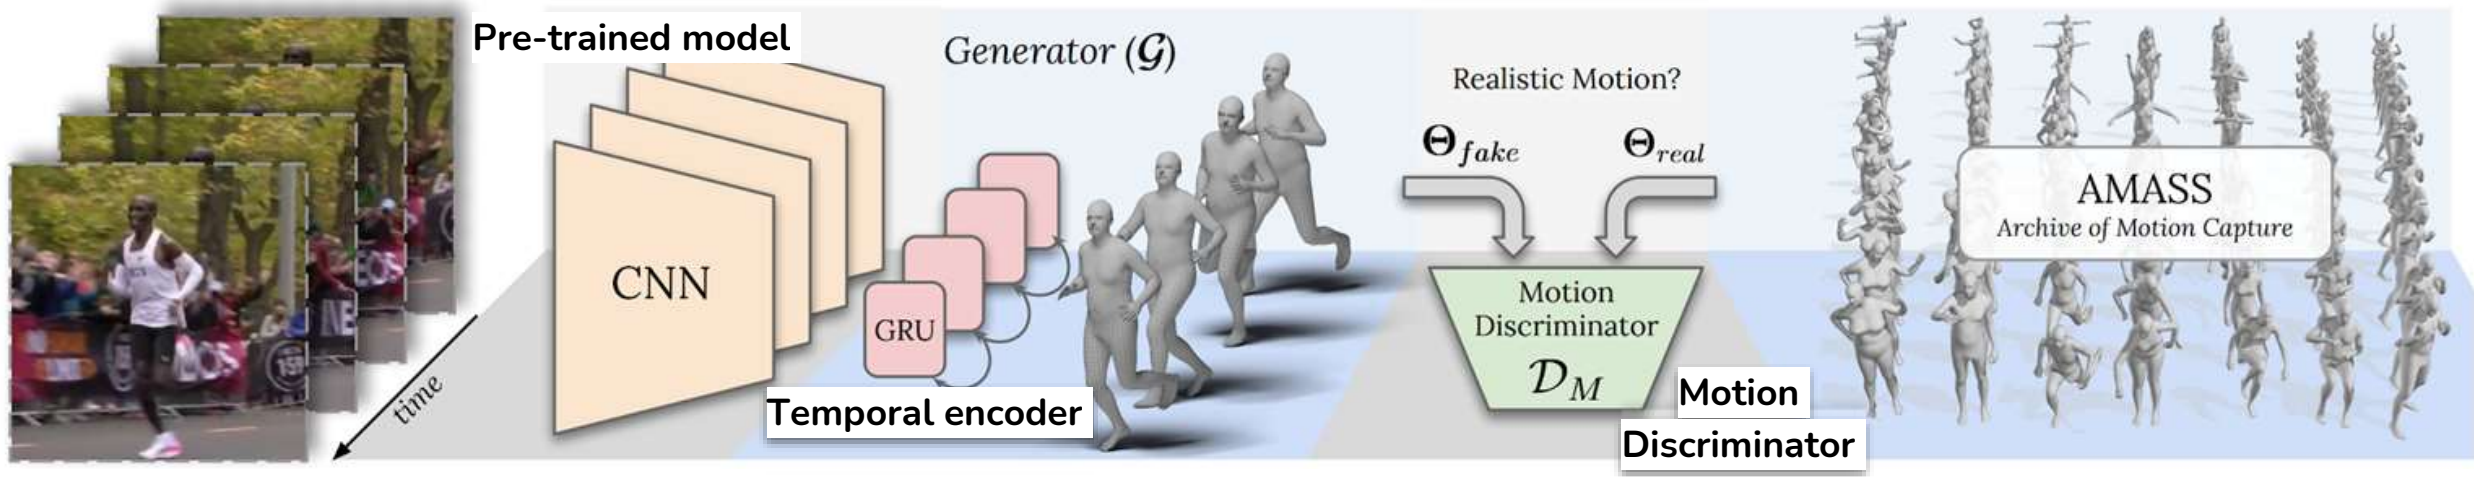 Pre-trained model
Generator (G)
Realistic Motion?
Θfake
Θreal
AMASS
Archive of Motion Capture
CNN
GRU
Motion
Discriminator
DM
time
Temporal encoder
Motion
Discriminator